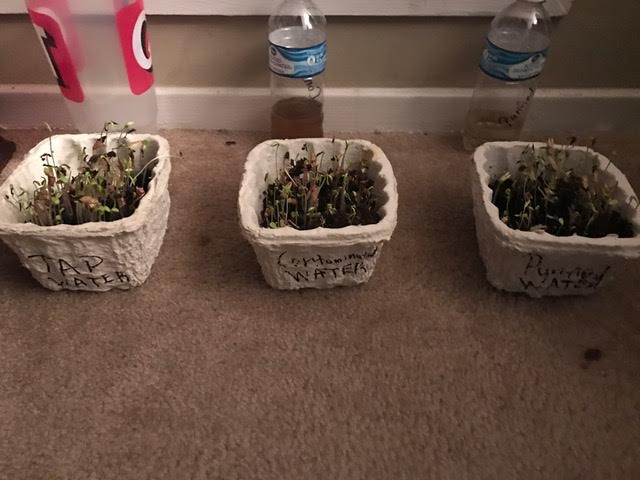 TAP
WATER
Contaminated
WATER
Purified
WATER